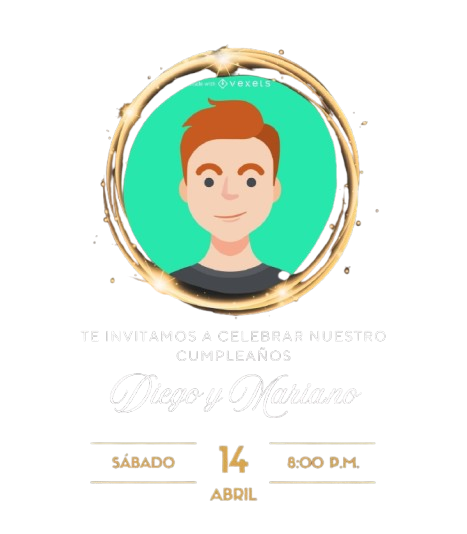 made with vexels
TE INVITAMOS A CELEBRAR NUESTRO
CUMPLEAÑOS
Diego y Mariano
SÁBADO 14 8:00 P.M.
ABRIL